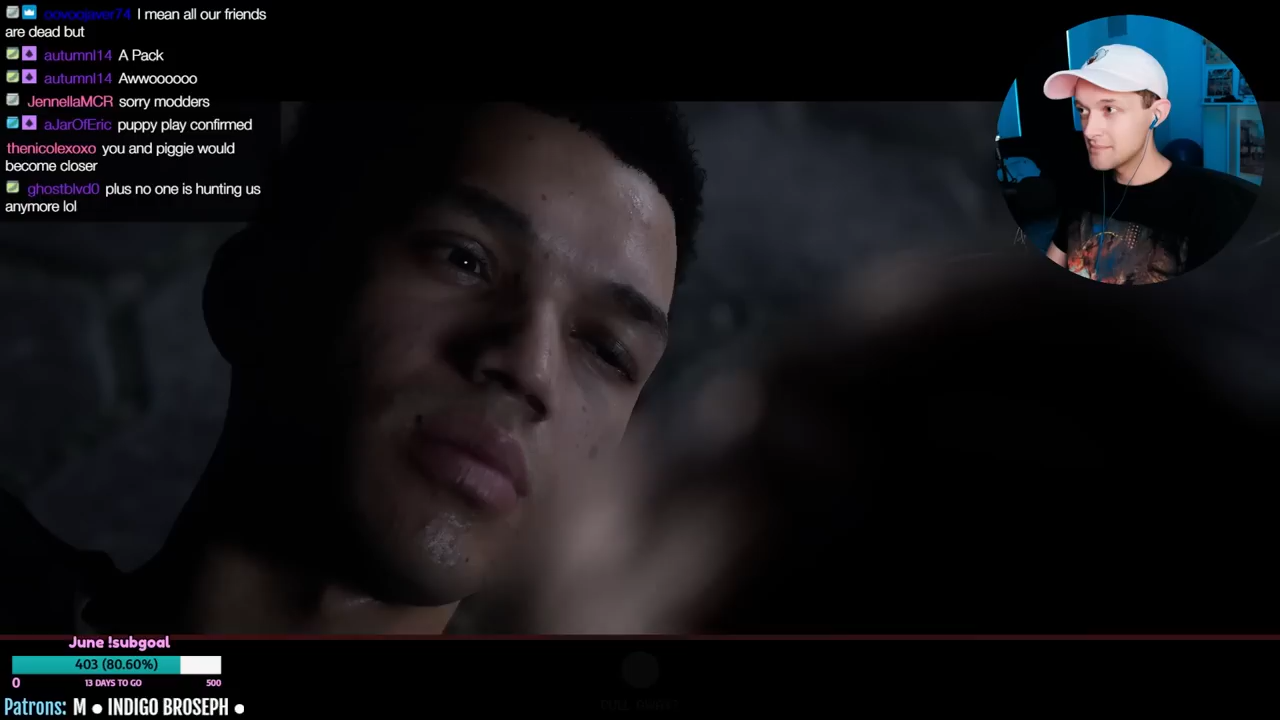 oovoojaver74 I mean all our friends
are dead but
autumnl14 A Pack
autumnl14 Awwoooooo
JennellaMCR sorry modders
aJarOfEric puppy play confirmed
thenicolexoxo you and piggie would
become closer
ghostblvd0 plus no one is hunting us
anymore lol
June !subgoal
403 (80.60%)
0 13 DAYS TO GO 500
Patrons: M ● INDIGO BROSEPH ●